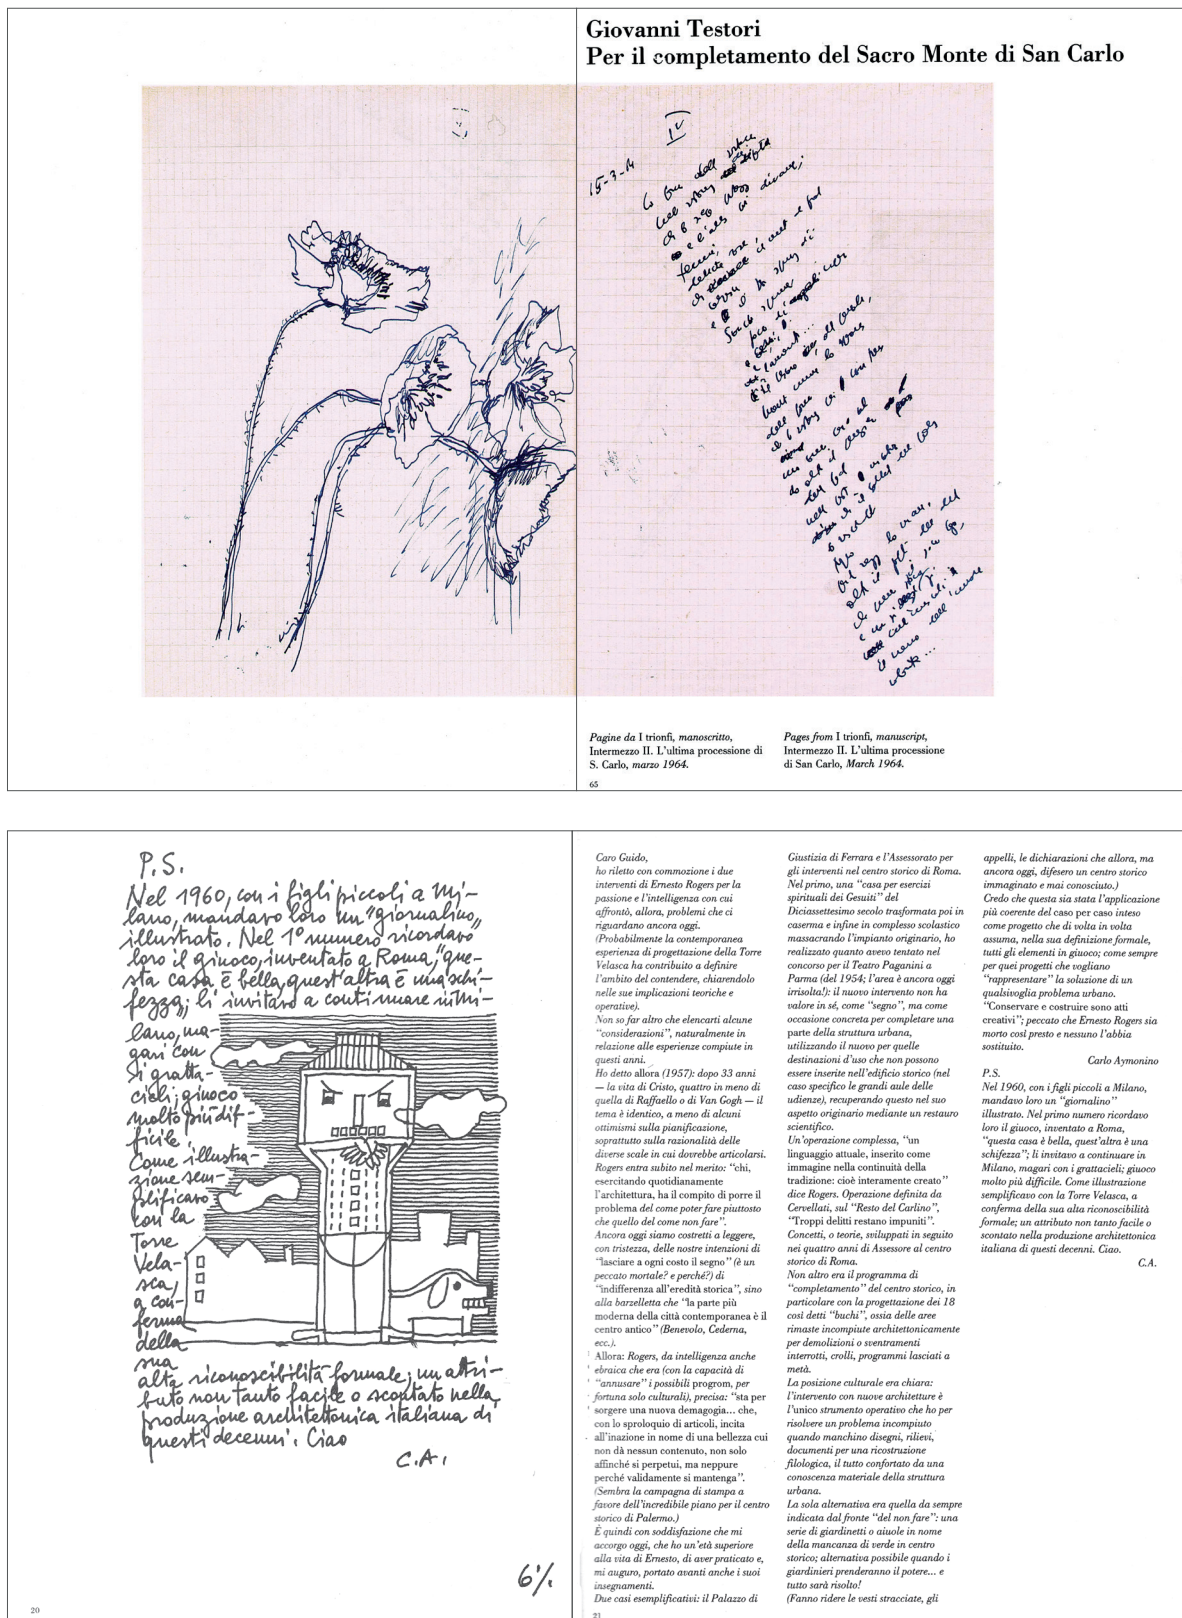 Giovanni Testori
Per il completamento del Sacro Monte di San Carlo
IV
15-3-64
Pagine da I trionfi, manoscritto,
Intermezzo II. L'ultima processione di
S. Carlo, marzo 1964.
Pages from I trionfi, manuscript,
Intermezzo II. L'ultima processione
di San Carlo, March 1964.
65
P.S.
Nel 1960, con i figli piccoli a Mi-
lano, mandavo loro un "giornalino"
illustrato. Nel 1° numero ricordavo
loro il giuoco, inventato a Roma, "que-
sta casa è bella, quest'altra è una schi-
fezza"; li invitavo a continuare in Mi-
lano, ma-
gari con
i gratta-
cieli; giuoco
molto più dif-
ficile.
Come illustra-
zione sem-
plificavo
con la
Torre
Vela-
sca,
a con-
ferma
della
sua
alta riconoscibilità formale; un attri-
buto non tanto facile o scontato nella
produzione architettonica italiana di
questi decenni. Ciao
C.A.
6%.
20
Caro Guido,
ho riletto con commozione i due
interventi di Ernesto Rogers per la
passione e l'intelligenza con cui
affrontò, allora, problemi che ci
riguardano ancora oggi.
(Probabilmente la contemporanea
esperienza di progettazione della Torre
Velasca ha contribuito a definire
l'ambito del contendere, chiarendolo
nelle sue implicazioni teoriche e
operative).
Non so far altro che elencarti alcune
"considerazioni", naturalmente in
relazione alle esperienze compiute in
questi anni.
Ho detto allora (1957): dopo 33 anni
— la vita di Cristo, quattro in meno di
quella di Raffaello o di Van Gogh — il
tema è identico, a meno di alcuni
ottimismi sulla pianificazione,
soprattutto sulla razionalità delle
diverse scale in cui dovrebbe articolarsi.
Rogers entra subito nel merito: "chi,
esercitando quotidianamente
l'architettura, ha il compito di porre il
problema del come poter fare piuttosto
che quello del come non fare".
Ancora oggi siamo costretti a leggere,
con tristezza, delle nostre intenzioni di
"lasciare a ogni costo il segno" (è un
peccato mortale? e perché?) di
"indifferenza all'eredità storica", sino
alla barzelletta che "la parte più
moderna della città contemporanea è il
centro antico" (Benevolo, Cederna,
ecc.).
Allora: Rogers, da intelligenza anche
ebraica che era (con la capacità di
"annusare" i possibili progrom, per
fortuna solo culturali), precisa: "sta per
sorgere una nuova demagogia... che,
con lo sproloquio di articoli, incita
all'inazione in nome di una bellezza cui
non dà nessun contenuto, non solo
affinché si perpetui, ma neppure
perché validamente si mantenga".
(Sembra la campagna di stampa a
favore dell'incredibile piano per il centro
storico di Palermo.)
È quindi con soddisfazione che mi
accorgo oggi, che ho un'età superiore
alla vita di Ernesto, di aver praticato e,
mi auguro, portato avanti anche i suoi
insegnamenti.
Due casi esemplificativi: il Palazzo di
21
Giustizia di Ferrara e l'Assessorato per
gli interventi nel centro storico di Roma.
Nel primo, una "casa per esercizi
spirituali dei Gesuiti" del
Diciassettesimo secolo trasformata poi in
caserma e infine in complesso scolastico
massacrando l'impianto originario, ho
realizzato quanto avevo tentato nel
concorso per il Teatro Paganini a
Parma (del 1954; l'area è ancora oggi
irrisolta!): il nuovo intervento non ha
valore in sé, come "segno", ma come
occasione concreta per completare una
parte della struttura urbana,
utilizzando il nuovo per quelle
destinazioni d'uso che non possono
essere inserite nell'edificio storico (nel
caso specifico le grandi aule delle
udienze), recuperando questo nel suo
aspetto originario mediante un restauro
scientifico.
Un'operazione complessa, "un
linguaggio attuale, inserito come
immagine nella continuità della
tradizione: cioè interamente creato"
dice Rogers. Operazione definita da
Cervellati, sul "Resto del Carlino",
"Troppi delitti restano impuniti".
Concetti, o teorie, sviluppati in seguito
nei quattro anni di Assessore al centro
storico di Roma.
Non altro era il programma di
"completamento" del centro storico, in
particolare con la progettazione dei 18
così detti "buchi", ossia delle aree
rimaste incompiute architettonicamente
per demolizioni o sventramenti
interrotti, crolli, programmi lasciati a
metà.
La posizione culturale era chiara:
l'intervento con nuove architetture è
l'unico strumento operativo che ho per
risolvere un problema incompiuto
quando manchino disegni, rilievi,
documenti per una ricostruzione
filologica, il tutto confortato da una
conoscenza materiale della struttura
urbana.
La sola alternativa era quella da sempre
indicata dal fronte "del non fare": una
serie di giardinetti o aiuole in nome
della mancanza di verde in centro
storico; alternativa possibile quando i
giardinieri prenderanno il potere... e
tutto sarà risolto!
(Fanno ridere le vesti stracciate, gli
appelli, le dichiarazioni che allora, ma
ancora oggi, difesero un centro storico
immaginato e mai conosciuto.)
Credo che questa sia stata l'applicazione
più coerente del caso per caso inteso
come progetto che di volta in volta
assuma, nella sua definizione formale,
tutti gli elementi in giuoco; come sempre
per quei progetti che vogliano
"rappresentare" la soluzione di un
qualsivoglia problema urbano.
"Conservare e costruire sono atti
creativi"; peccato che Ernesto Rogers sia
morto così presto e nessuno l'abbia
sostituito.
Carlo Aymonino
P.S.
Nel 1960, con i figli piccoli a Milano,
mandavo loro un "giornalino"
illustrato. Nel primo numero ricordavo
loro il giuoco, inventato a Roma,
"questa casa è bella, quest'altra è una
schifezza"; li invitavo a continuare in
Milano, magari con i grattacieli; giuoco
molto più difficile. Come illustrazione
semplificavo con la Torre Velasca, a
conferma della sua alta riconoscibilità
formale; un attributo non tanto facile o
scontato nella produzione architettonica
italiana di questi decenni. Ciao.
C.A.